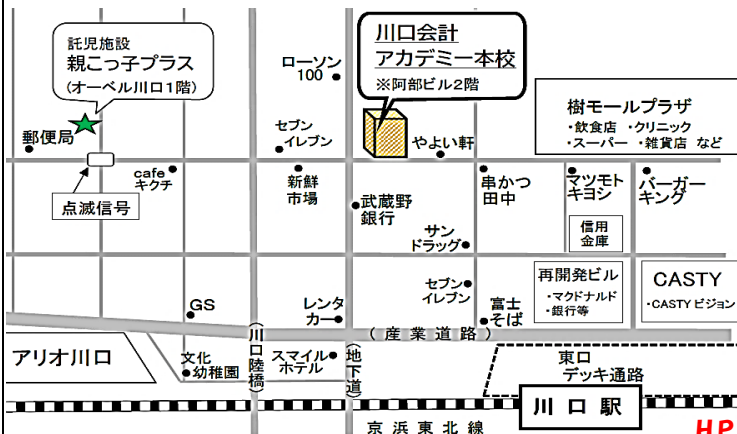 託児施設
親こっ子プラス
(オーベル川口1階)
ローソン
100
川口会計
アカデミー本校
※阿部ビル2階
樹モールプラザ
・飲食店 ・クリニック
・スーパー ・雑貨店 など
郵便局
セブン
イレブン
やよい軒
点滅信号
cafe
キクチ
新鮮
市場
武蔵野
銀行
串かつ
田中
マツモト
キヨシ
バーガー
キング
サン
ドラッグ
信用
金庫
セブン
イレブン
再開発ビル
・マクドナルド
・銀行等
CASTY
・CASTYビジョン
GS
レンタ
カー
富士
そば
(産業道路)
アリオ川口
文化
幼稚園
(川口陸橋)
スマイル
ホテル
(地下道)
東口
デッキ通路
川口駅
京浜東北線
HP